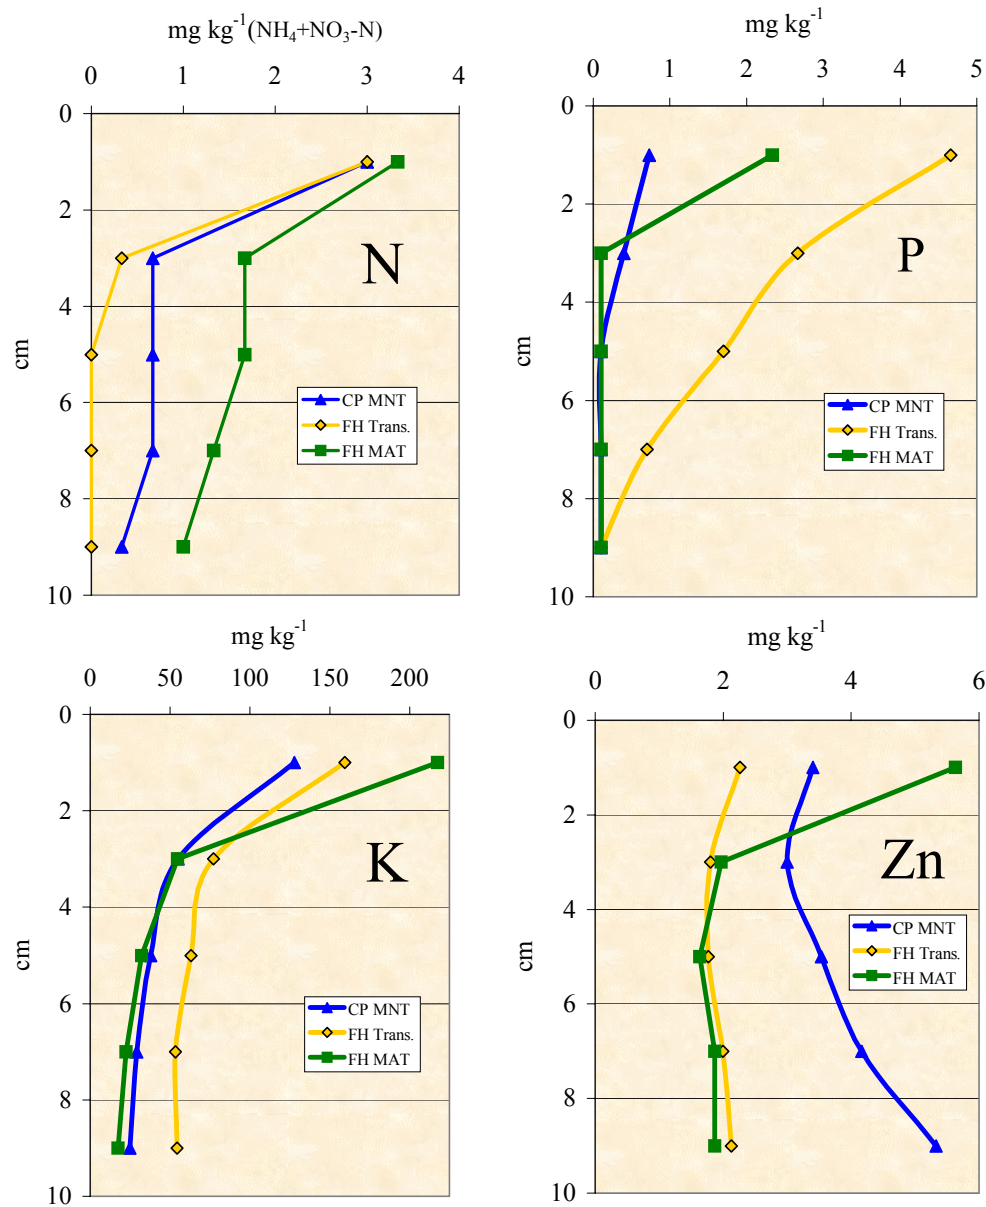 mg kg⁻¹(NH₄+NO₃-N)
0 1 2 3 4
0
2
4
6
8
10
cm
N
CP MNT
FH Trans.
FH MAT
mg kg⁻¹
0 1 2 3 4 5
0
2
4
6
8
10
cm
P
CP MNT
FH Trans.
FH MAT
mg kg⁻¹
0 50 100 150 200
0
2
4
6
8
10
cm
K
CP MNT
FH Trans.
FH MAT
mg kg⁻¹
0 2 4 6
0
2
4
6
8
10
cm
Zn
CP MNT
FH Trans.
FH MAT